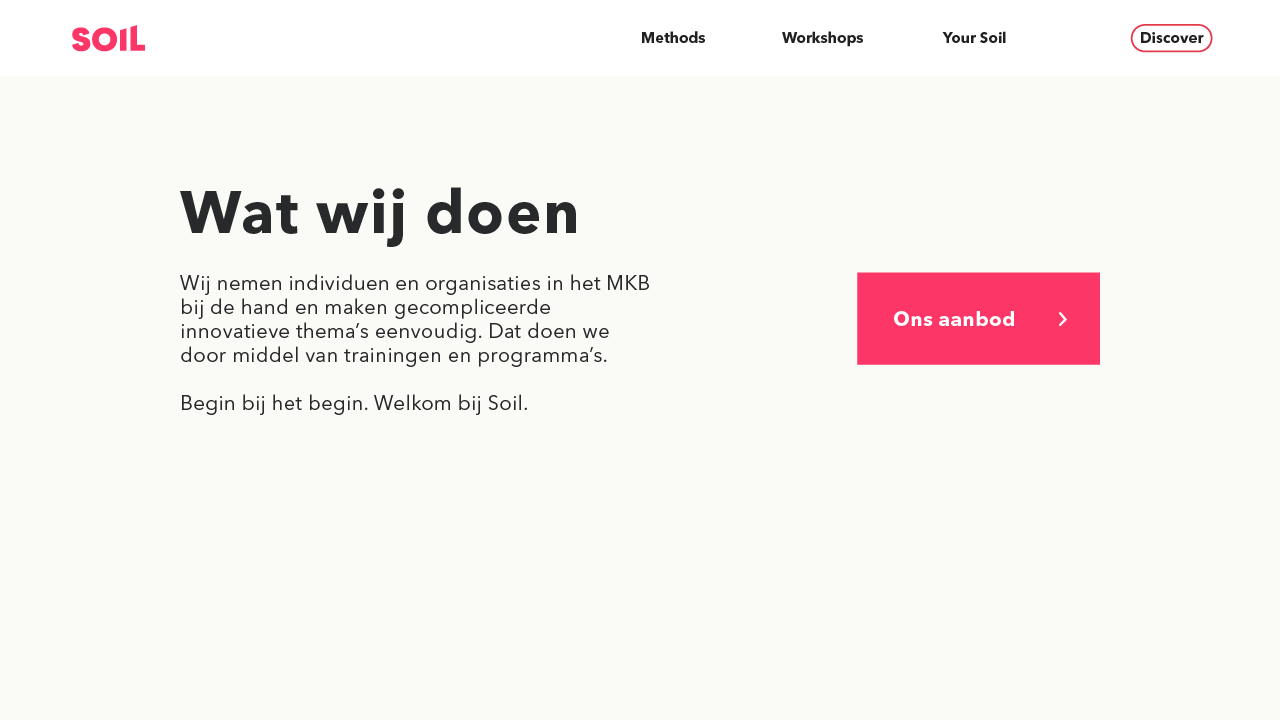 SOIL
Methods
Workshops
Your Soil
Discover
Wat wij doen
Wij nemen individuen en organisaties in het MKB
bij de hand en maken gecompliceerde
innovatieve thema’s eenvoudig. Dat doen we
door middel van trainingen en programma’s.
Begin bij het begin. Welkom bij Soil.
Ons aanbod